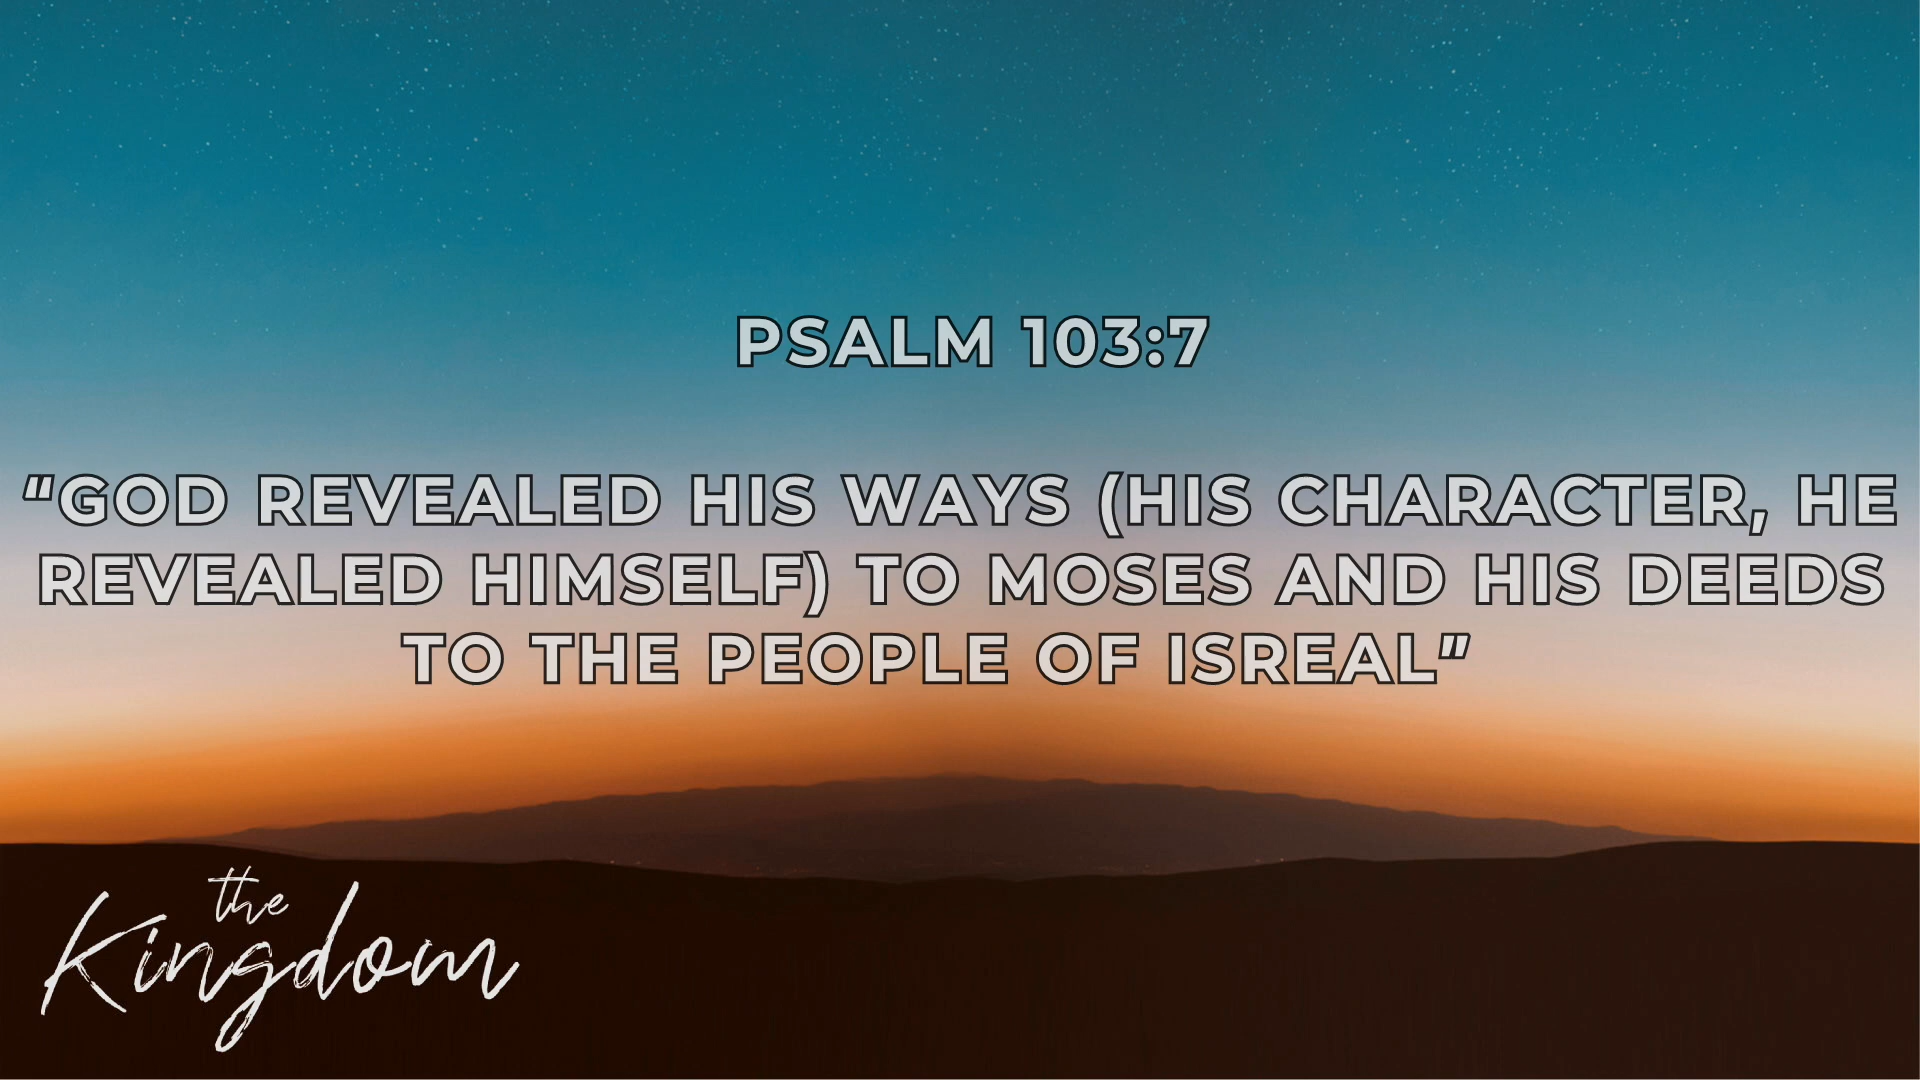 PSALM 103:7
“GOD REVEALED HIS WAYS (HIS CHARACTER, HE
REVEALED HIMSELF) TO MOSES AND HIS DEEDS
TO THE PEOPLE OF ISREAL”
the
Kingdom